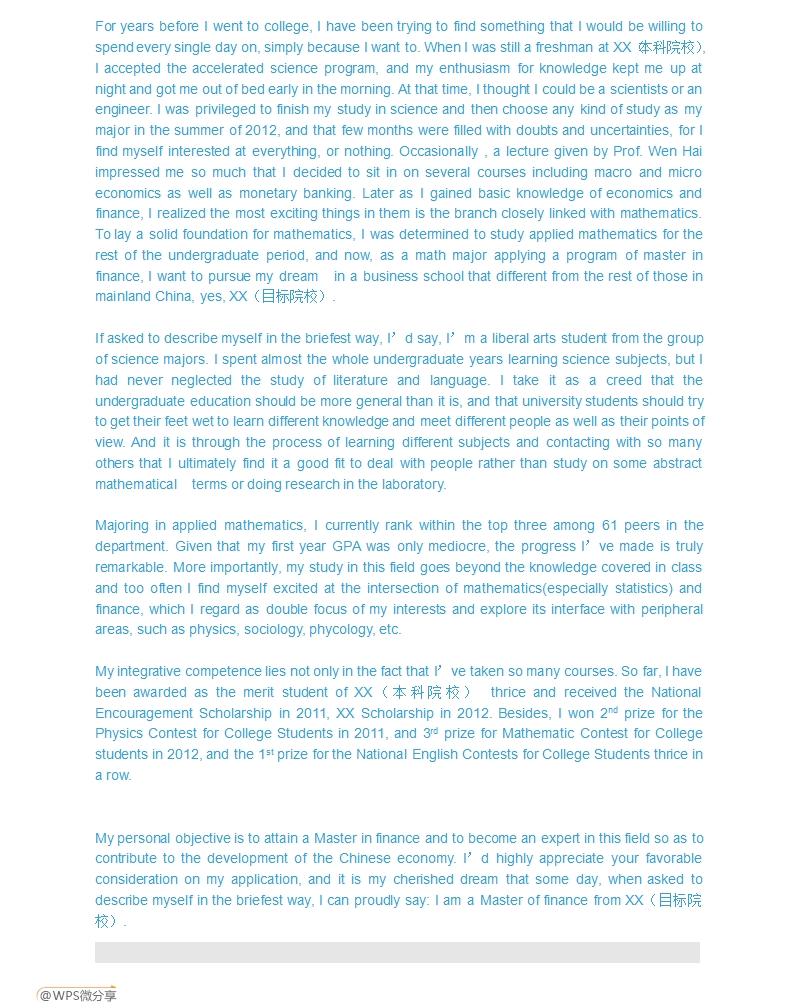 For years before I went to college, I have been trying to find something that I would be willing to
spend every single day on, simply because I want to. When I was still a freshman at XX (本科院校),
I accepted the accelerated science program, and my enthusiasm for knowledge kept me up at
night and got me out of bed early in the morning. At that time, I thought I could be a scientists or an
engineer. I was privileged to finish my study in science and then choose any kind of study as my
major in the summer of 2012, and that few months were filled with doubts and uncertainties, for I
find myself interested at everything, or nothing. Occasionally , a lecture given by Prof. Wen Hai
impressed me so much that I decided to sit in on several courses including macro and micro
economics as well as monetary banking. Later as I gained basic knowledge of economics and
finance, I realized the most exciting things in them is the branch closely linked with mathematics.
To lay a solid foundation for mathematics, I was determined to study applied mathematics for the
rest of the undergraduate period, and now, as a math major applying a program of master in
finance, I want to pursue my dream in a business school that different from the rest of those in
mainland China, yes, XX（目标院校）.
If asked to describe myself in the briefest way, I’d say, I’m a liberal arts student from the group
of science majors. I spent almost the whole undergraduate years learning science subjects, but I
had never neglected the study of literature and language. I take it as a creed that the
undergraduate education should be more general than it is, and that university students should try
to get their feet wet to learn different knowledge and meet different people as well as their points of
view. And it is through the process of learning different subjects and contacting with so many
others that I ultimately find it a good fit to deal with people rather than study on some abstract
mathematical terms or doing research in the laboratory.
Majoring in applied mathematics, I currently rank within the top three among 61 peers in the
department. Given that my first year GPA was only mediocre, the progress I’ve made is truly
remarkable. More importantly, my study in this field goes beyond the knowledge covered in class
and too often I find myself excited at the intersection of mathematics(especially statistics) and
finance, which I regard as double focus of my interests and explore its interface with peripheral
areas, such as physics, sociology, phycology, etc.
My integrative competence lies not only in the fact that I’ve taken so many courses. So far, I have
been awarded as the merit student of XX（本科院校） thrice and received the National
Encouragement Scholarship in 2011, XX Scholarship in 2012. Besides, I won 2nd prize for the
Physics Contest for College Students in 2011, and 3rd prize for Mathematic Contest for College
students in 2012, and the 1st prize for the National English Contests for College Students thrice in
a row.
My personal objective is to attain a Master in finance and to become an expert in this field so as to
contribute to the development of the Chinese economy. I’d highly appreciate your favorable
consideration on my application, and it is my cherished dream that some day, when asked to
describe myself in the briefest way, I can proudly say: I am a Master of finance from XX（目标院
校）.
@WPS微分享